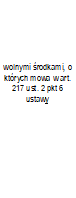 wolnymi środkami, o
których mowa w art.
217 ust. 2 pkt 6
ustawy